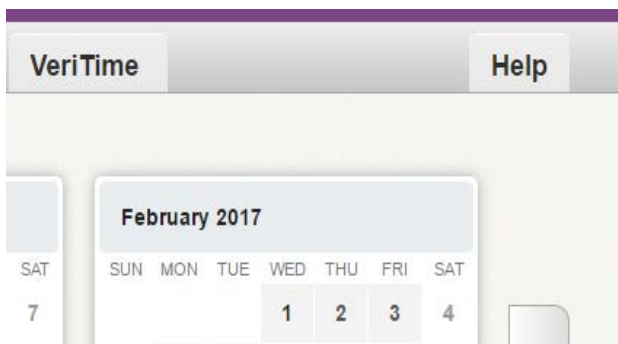 VeriTime Help
February 2017
SAT SUN MON TUE WED THU FRI SAT
7 1 2 3 4